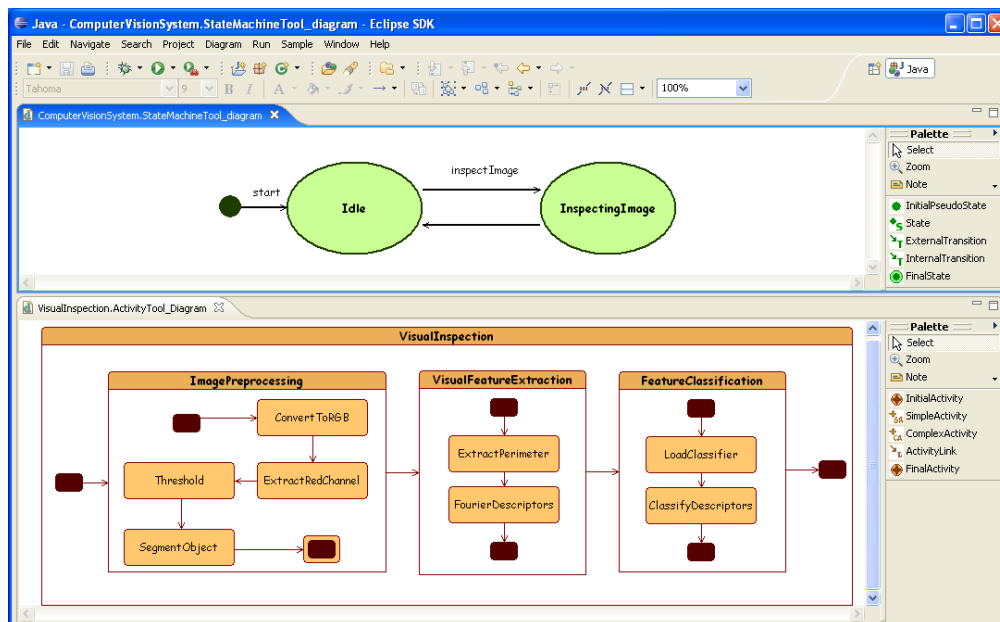 Java - ComputerVisionSystem.StateMachineTool_diagram - Eclipse SDK
File Edit Navigate Search Project Diagram Run Sample Window Help
Java
Tahoma 9 B I A 100%
ComputerVisionSystem.StateMachineTool_diagram
start
Idle
inspectImage
InspectingImage
Palette
Select
Zoom
Note
InitialPseudoState
State
ExternalTransition
InternalTransition
FinalState
VisualInspection.ActivityTool_Diagram
VisualInspection
ImagePreprocessing
ConvertToRGB
Threshold
ExtractRedChannel
SegmentObject
VisualFeatureExtraction
ExtractPerimeter
FourierDescriptors
FeatureClassification
LoadClassifier
ClassifyDescriptors
Palette
Select
Zoom
Note
InitialActivity
SimpleActivity
ComplexActivity
ActivityLink
FinalActivity